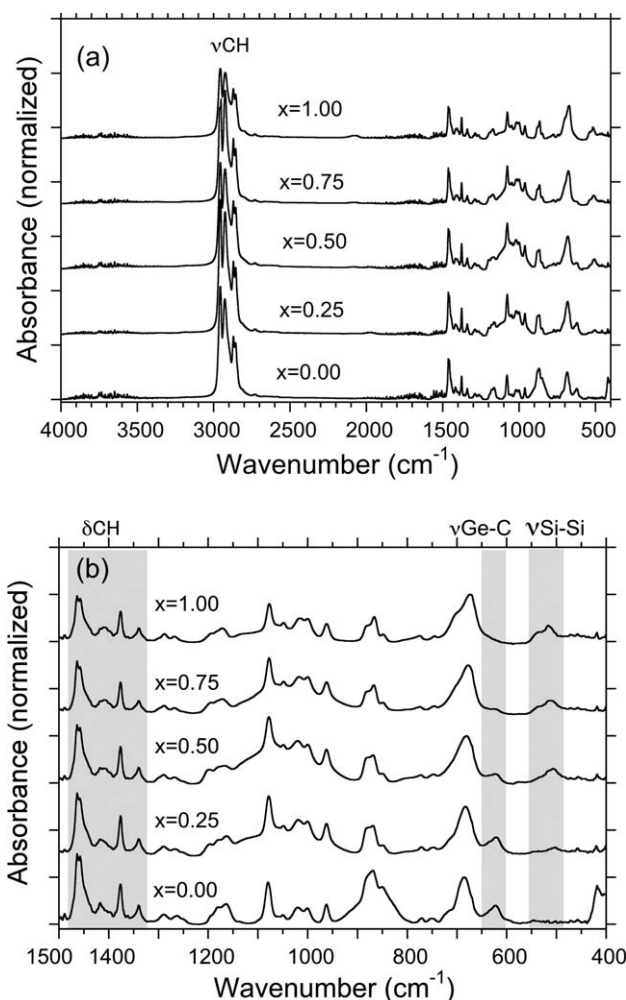 (a)
νCH
x=1.00
x=0.75
x=0.50
x=0.25
x=0.00
Absorbance (normalized)
4000 3500 3000 2500 2000 1500 1000 500
Wavenumber (cm⁻¹)
δCH νGe-C νSi-Si
(b)
x=1.00
x=0.75
x=0.50
x=0.25
x=0.00
Absorbance (normalized)
1500 1400 1200 1000 800 600 400
Wavenumber (cm⁻¹)